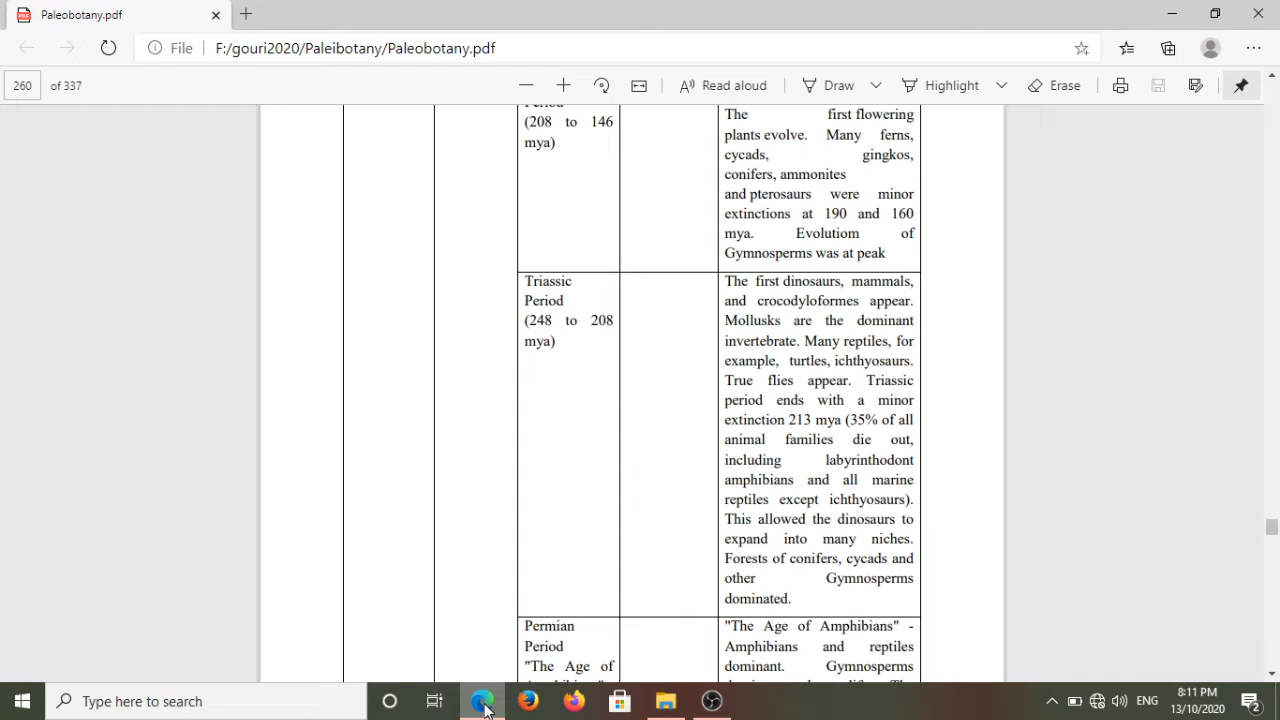 Paleobotany.pdf
File F:/gouri2020/Paleibotany/Paleobotany.pdf
260 of 337
Read aloud
Draw
Highlight
Erase
Period
(208 to 146
mya)
The first flowering
plants evolve. Many ferns,
cycads, gingkos,
conifers, ammonites
and pterosaurs were minor
extinctions at 190 and 160
mya. Evolutiom of
Gymnosperms was at peak
Triassic
Period
(248 to 208
mya)
The first dinosaurs, mammals,
and crocodyloformes appear.
Mollusks are the dominant
invertebrate. Many reptiles, for
example, turtles, ichthyosaurs.
True flies appear. Triassic
period ends with a minor
extinction 213 mya (35% of all
animal families die out,
including labyrinthodont
amphibians and all marine
reptiles except ichthyosaurs).
This allowed the dinosaurs to
expand into many niches.
Forests of conifers, cycads and
other Gymnosperms
dominated.
Permian
Period
"The Age of
"The Age of Amphibians" -
Amphibians and reptiles
dominant. Gymnosperms
Type here to search
ENG
8:11 PM
13/10/2020
2